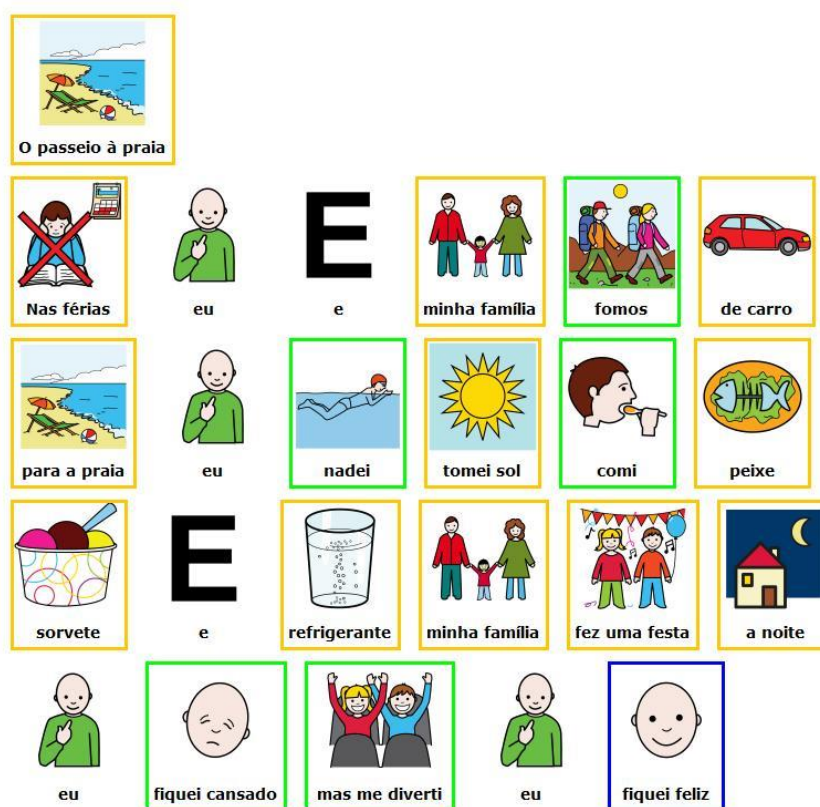 O passeio à praia
Nas férias eu E e minha família fomos de carro
para a praia eu nadei tomei sol comi peixe
sorvete E e refrigerante minha família fez uma festa a noite
eu fiquei cansado mas me diverti eu fiquei feliz